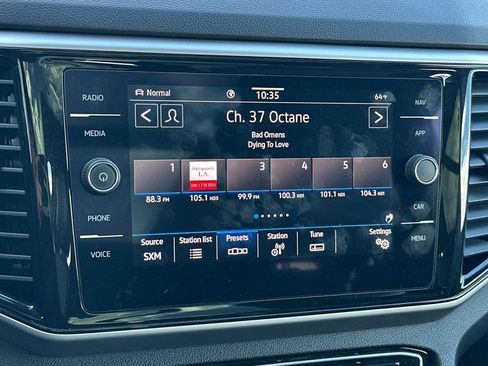 RADIO
Normal
10:35
64°F
NAV
Ch. 37 Octane
MEDIA
Bad Omens
Dying To Love
APP
1
L.A.
3
4
5
6
88.3 FM
105.1 HD3
99.9 FM
100.3 HD1
101.1 HD1
104.3 HD1
PHONE
CAR
Source
Station list
Presets
Station
Tune
Settings
SXM
VOICE
MENU